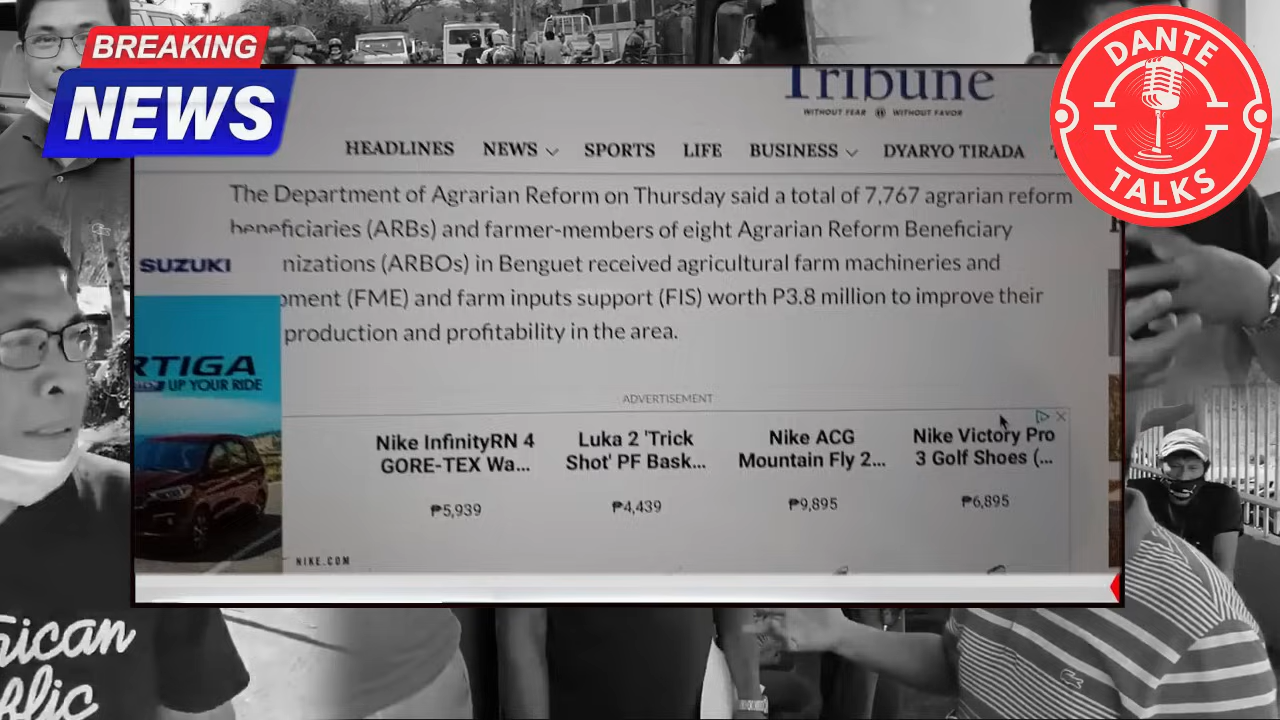 BREAKING
NEWS
DANTE
TALKS
Tribune
WITHOUT FEAR WITHOUT FAVOR
HEADLINES NEWS SPORTS LIFE BUSINESS DYARYO TIRADA
The Department of Agrarian Reform on Thursday said a total of 7,767 agrarian reform
beneficiaries (ARBs) and farmer-members of eight Agrarian Reform Beneficiary
nizations (ARBOs) in Benguet received agricultural farm machineries and
pment (FME) and farm inputs support (FIS) worth P3.8 million to improve their
production and profitability in the area.
SUZUKI
RTIGA
UP YOUR RIDE
ADVERTISEMENT
Nike InfinityRN 4 GORE-TEX Wa...
₱5,939
Luka 2 'Trick Shot' PF Bask...
₱4,439
Nike ACG Mountain Fly 2...
₱9,895
Nike Victory Pro 3 Golf Shoes (...
₱6,895
NIKE.COM
rican
blic